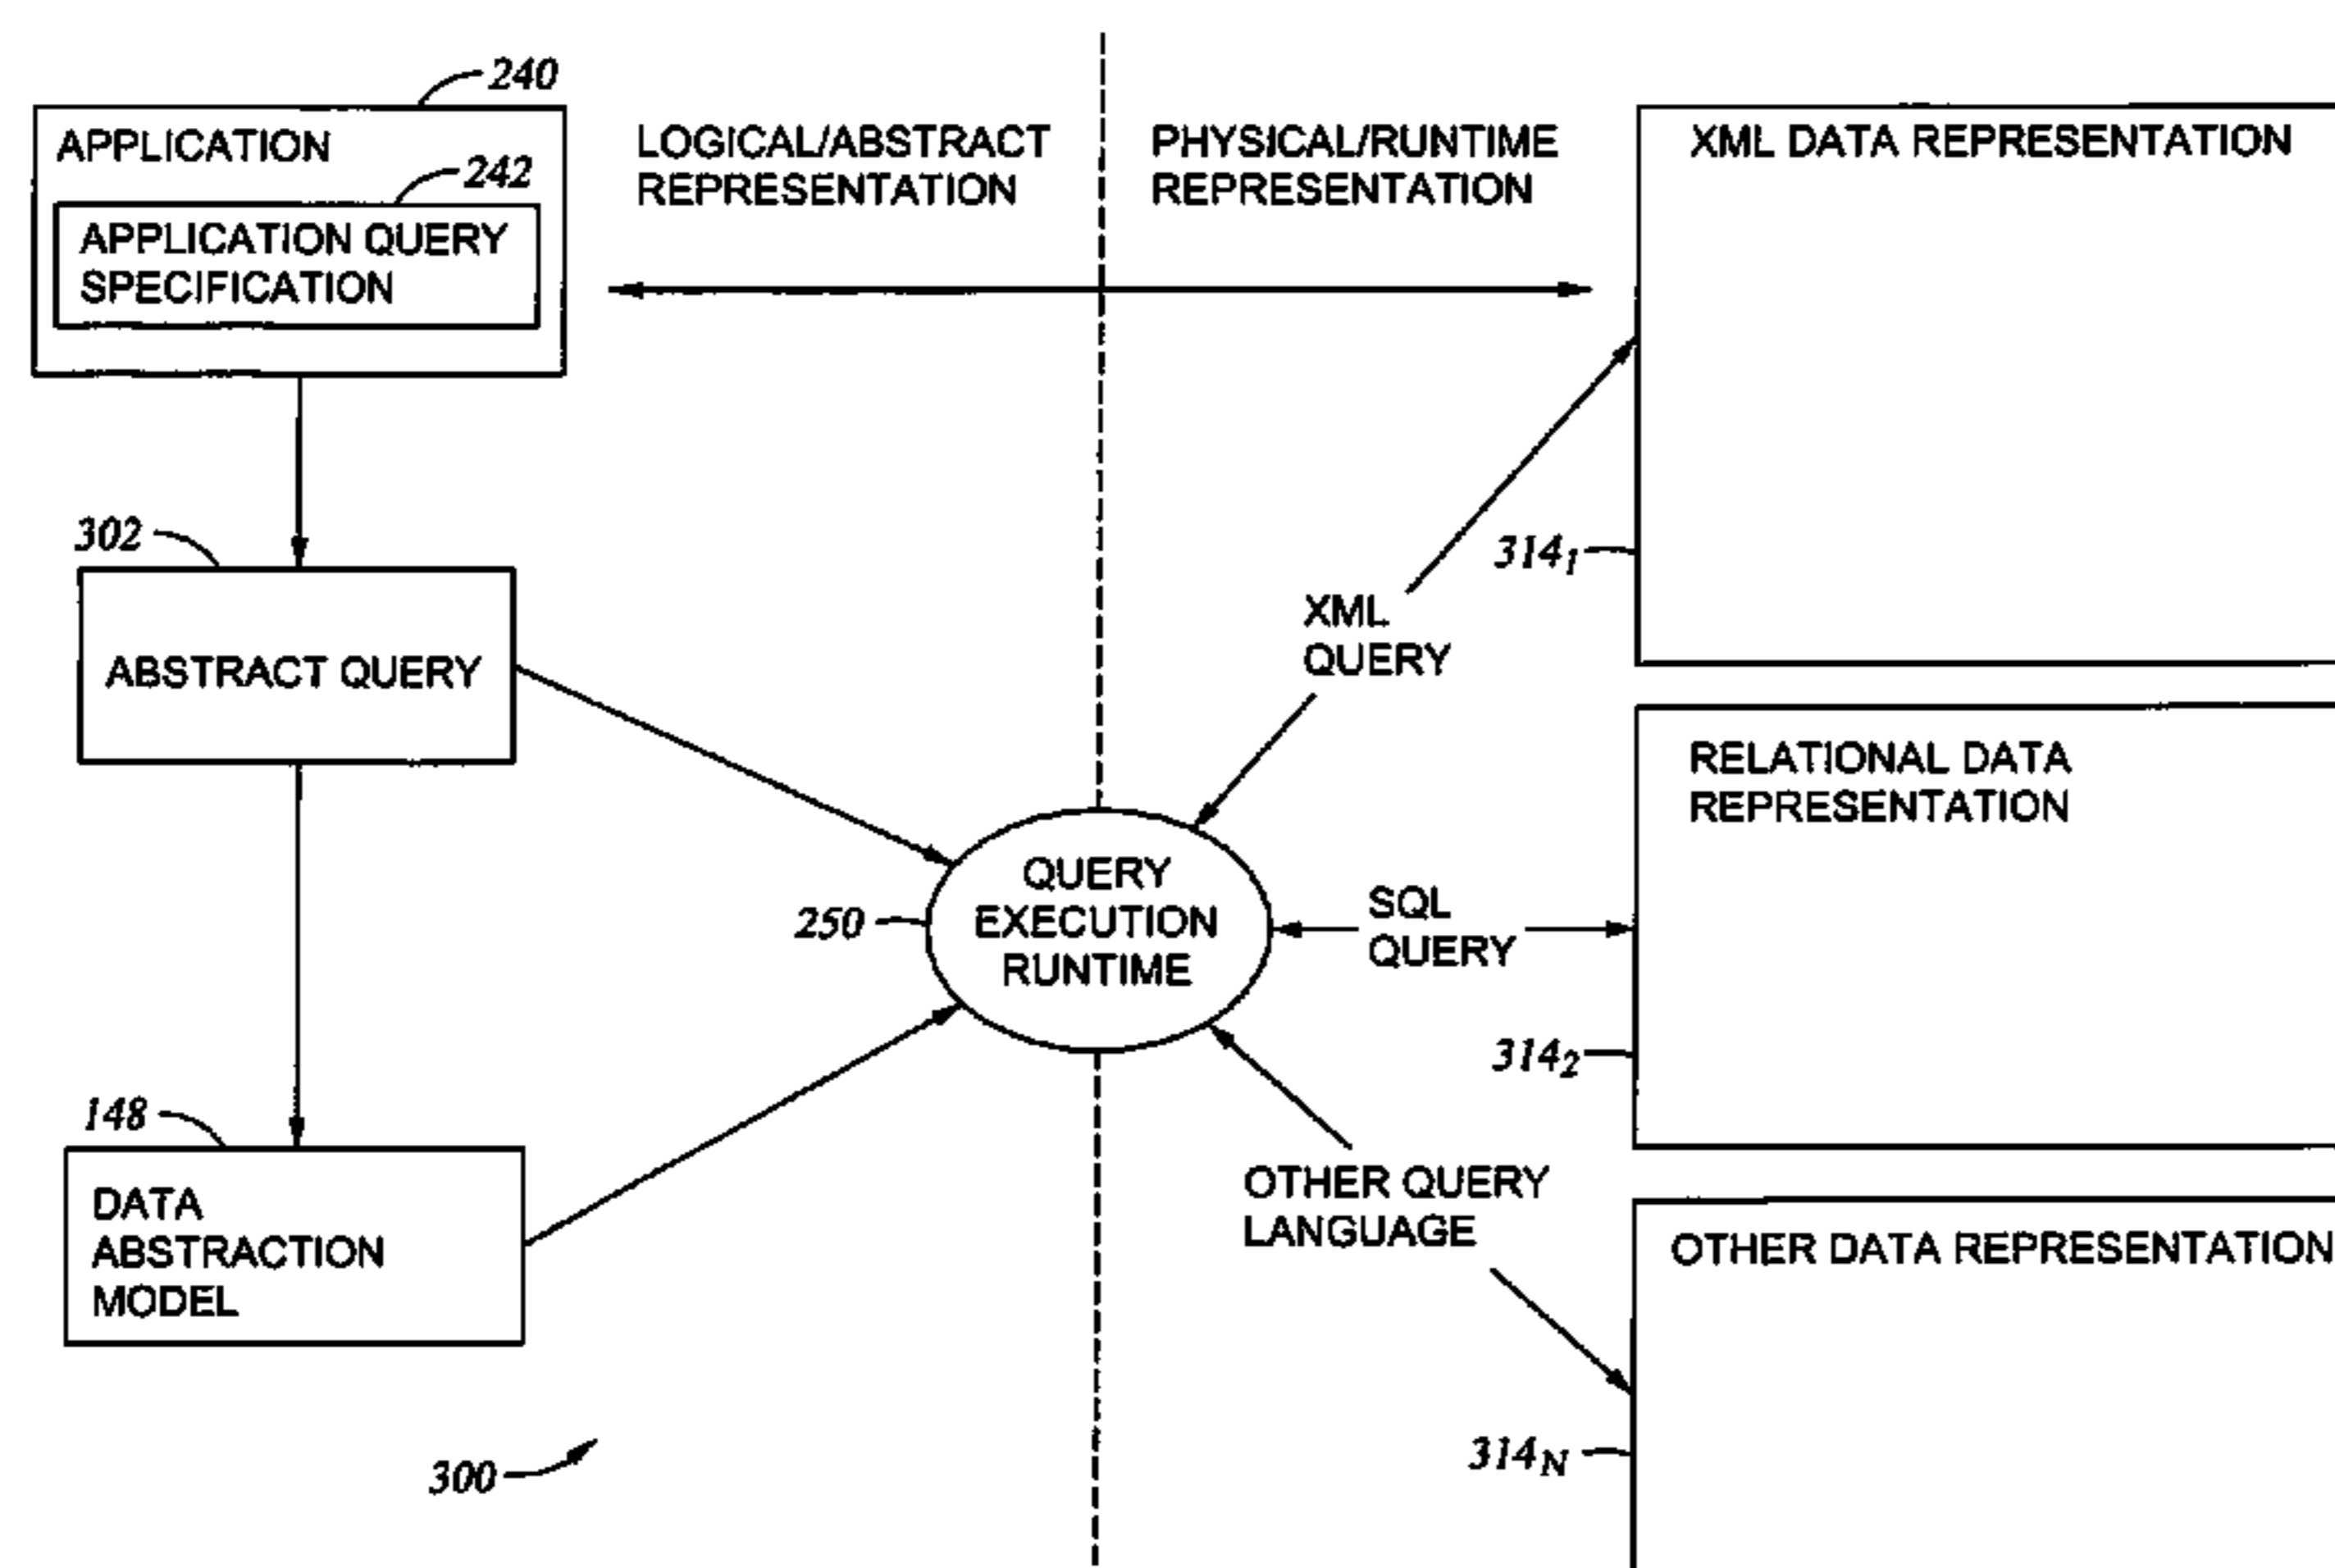 240
APPLICATION
242
APPLICATION QUERY
SPECIFICATION
LOGICAL/ABSTRACT
REPRESENTATION
PHYSICAL/RUNTIME
REPRESENTATION
XML DATA REPRESENTATION
314₁
302
ABSTRACT QUERY
XML
QUERY
RELATIONAL DATA
REPRESENTATION
QUERY
EXECUTION
RUNTIME
250
SQL
QUERY
314₂
148
DATA
ABSTRACTION
MODEL
OTHER QUERY
LANGUAGE
OTHER DATA REPRESENTATION
314N
300